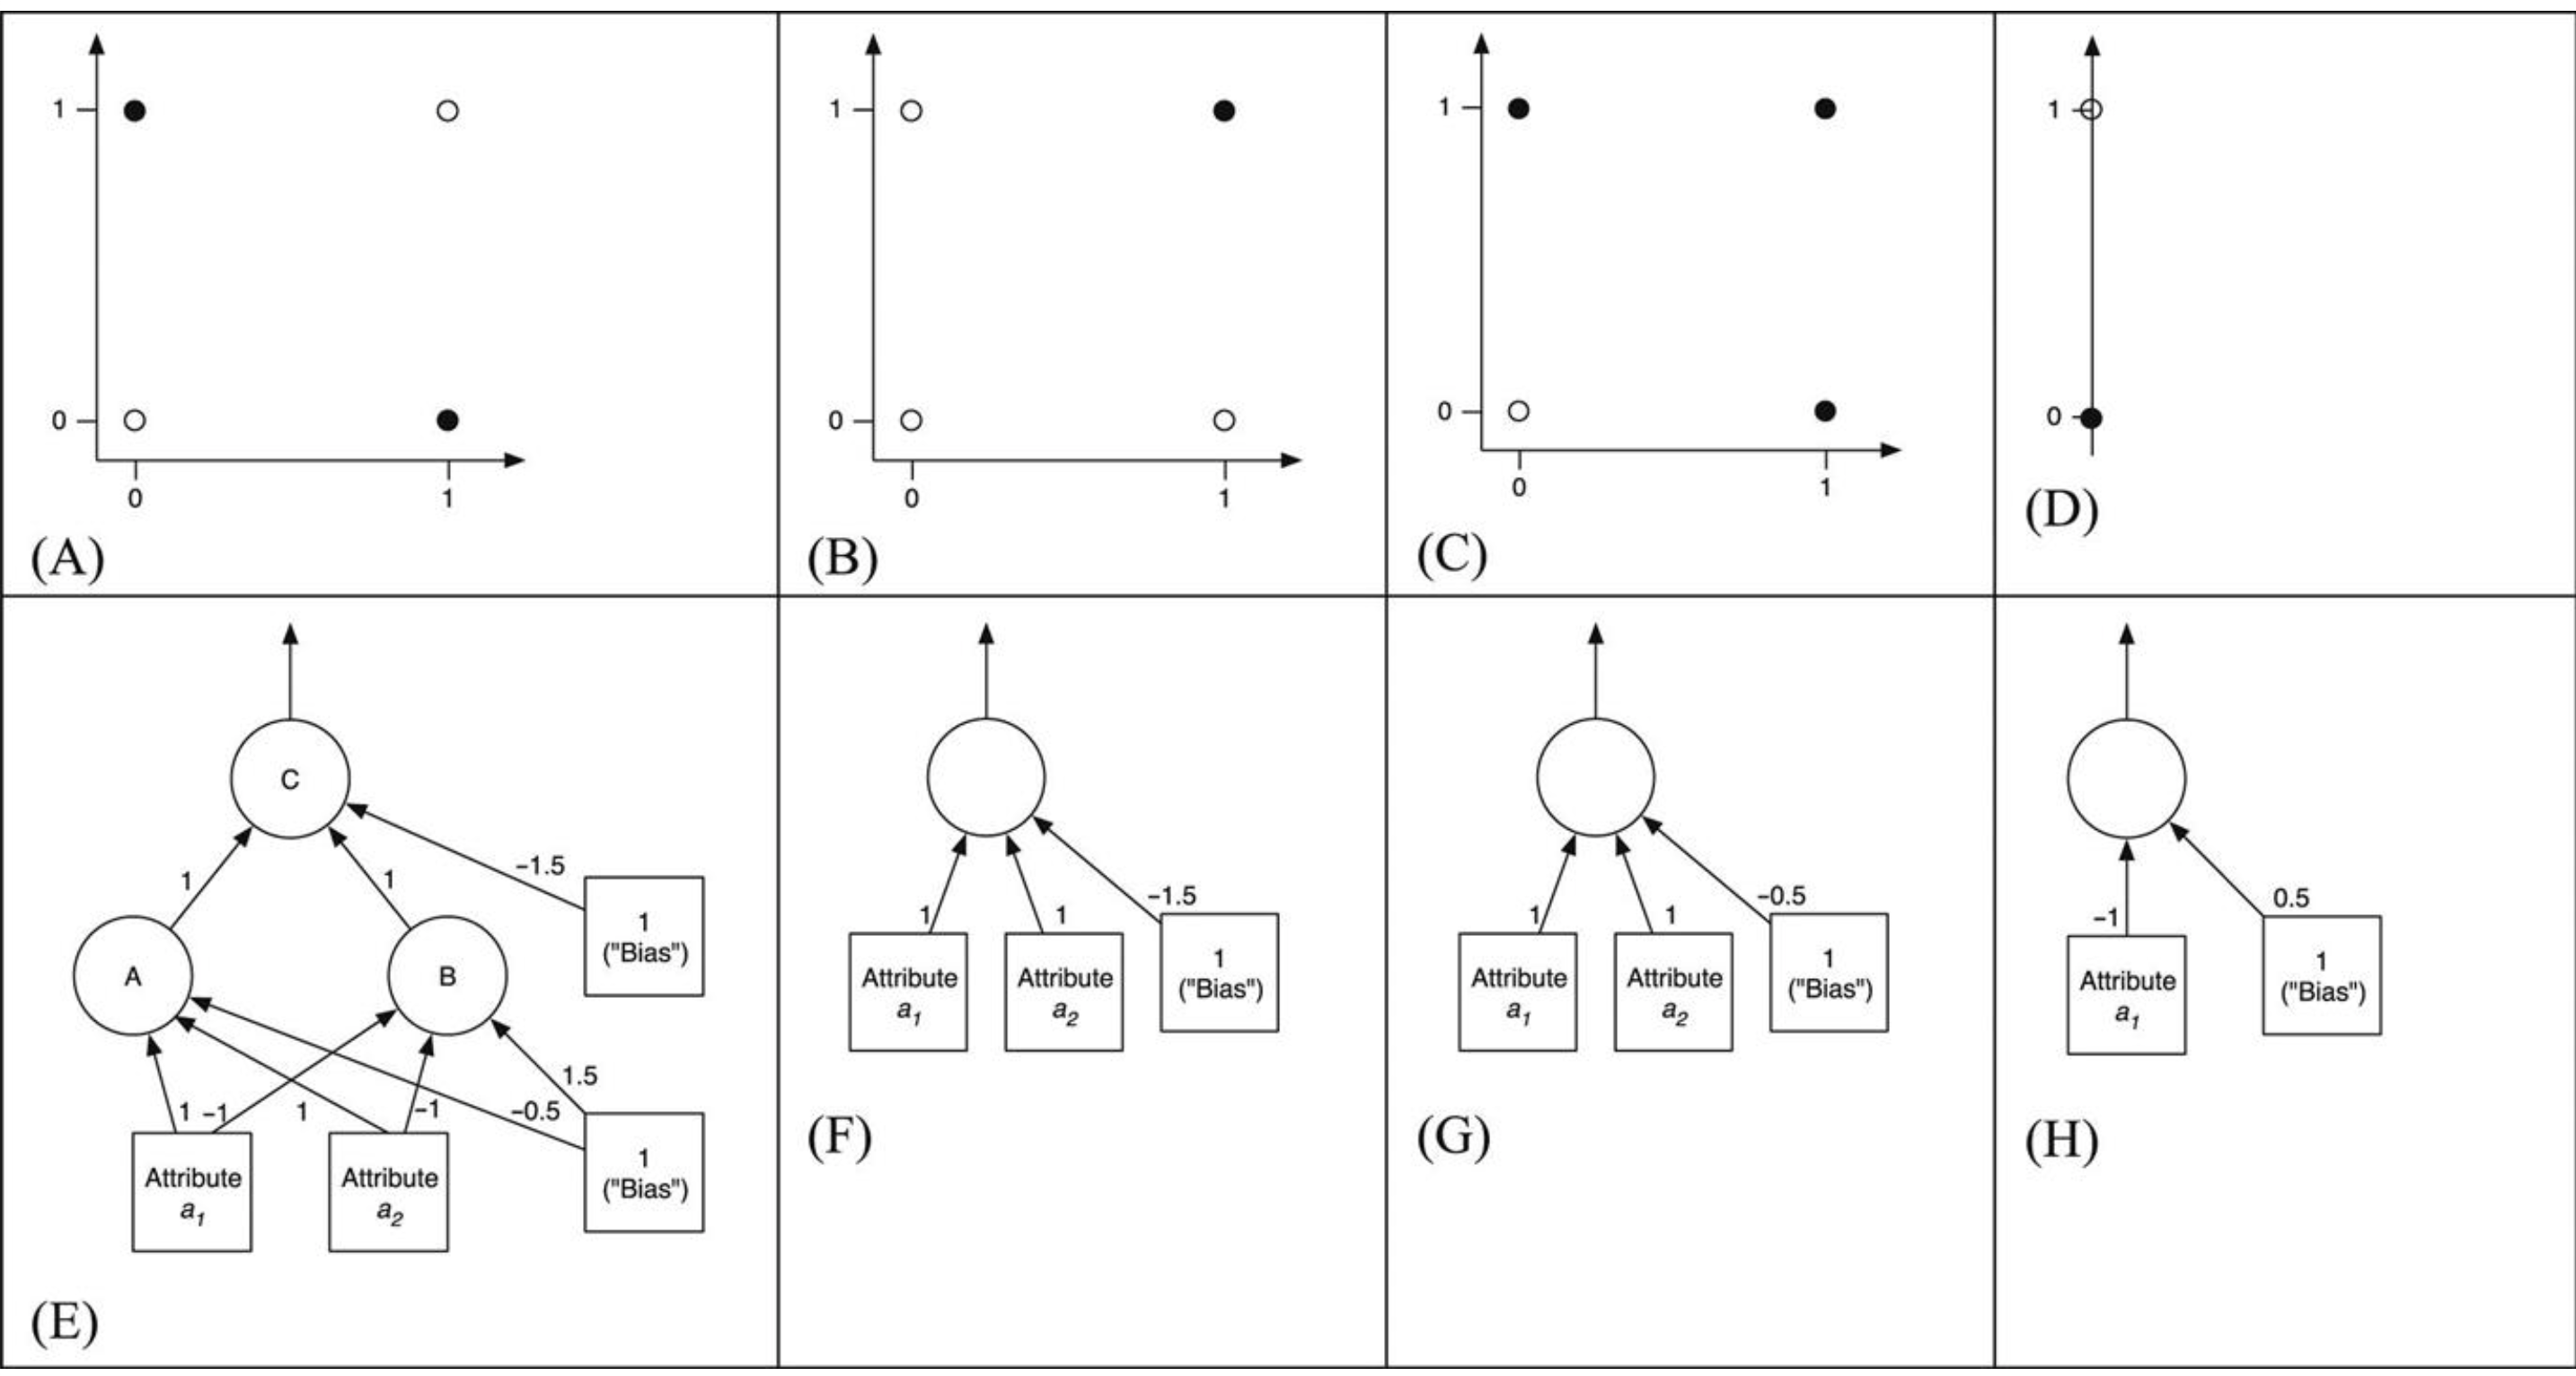 1
0
0
1
(A)
1
0
0
1
(B)
1
0
0
1
(C)
1
0
(D)
C
−1.5
1
1
1
("Bias")
A
B
1.5
1
−1
1
−1
−0.5
Attribute
a1
Attribute
a2
1
("Bias")
(E)
−1.5
1
1
Attribute
a1
Attribute
a2
1
("Bias")
(F)
−0.5
1
1
Attribute
a1
Attribute
a2
1
("Bias")
(G)
0.5
−1
Attribute
a1
1
("Bias")
(H)